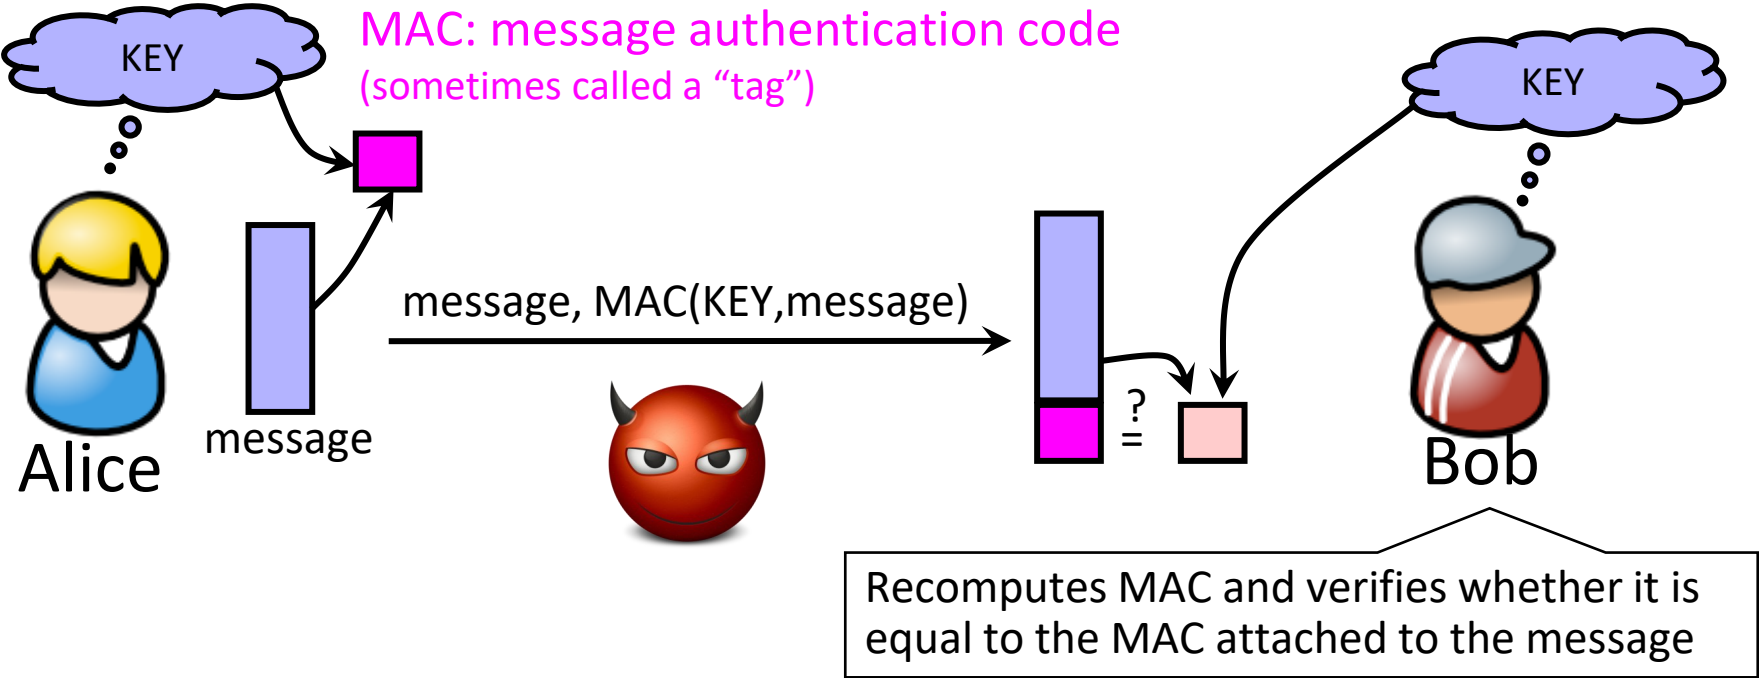 MAC: message authentication code
(sometimes called a “tag”)
KEY
KEY
message, MAC(KEY,message)
message
?
=
Alice
Bob
Recomputes MAC and verifies whether it is
equal to the MAC attached to the message